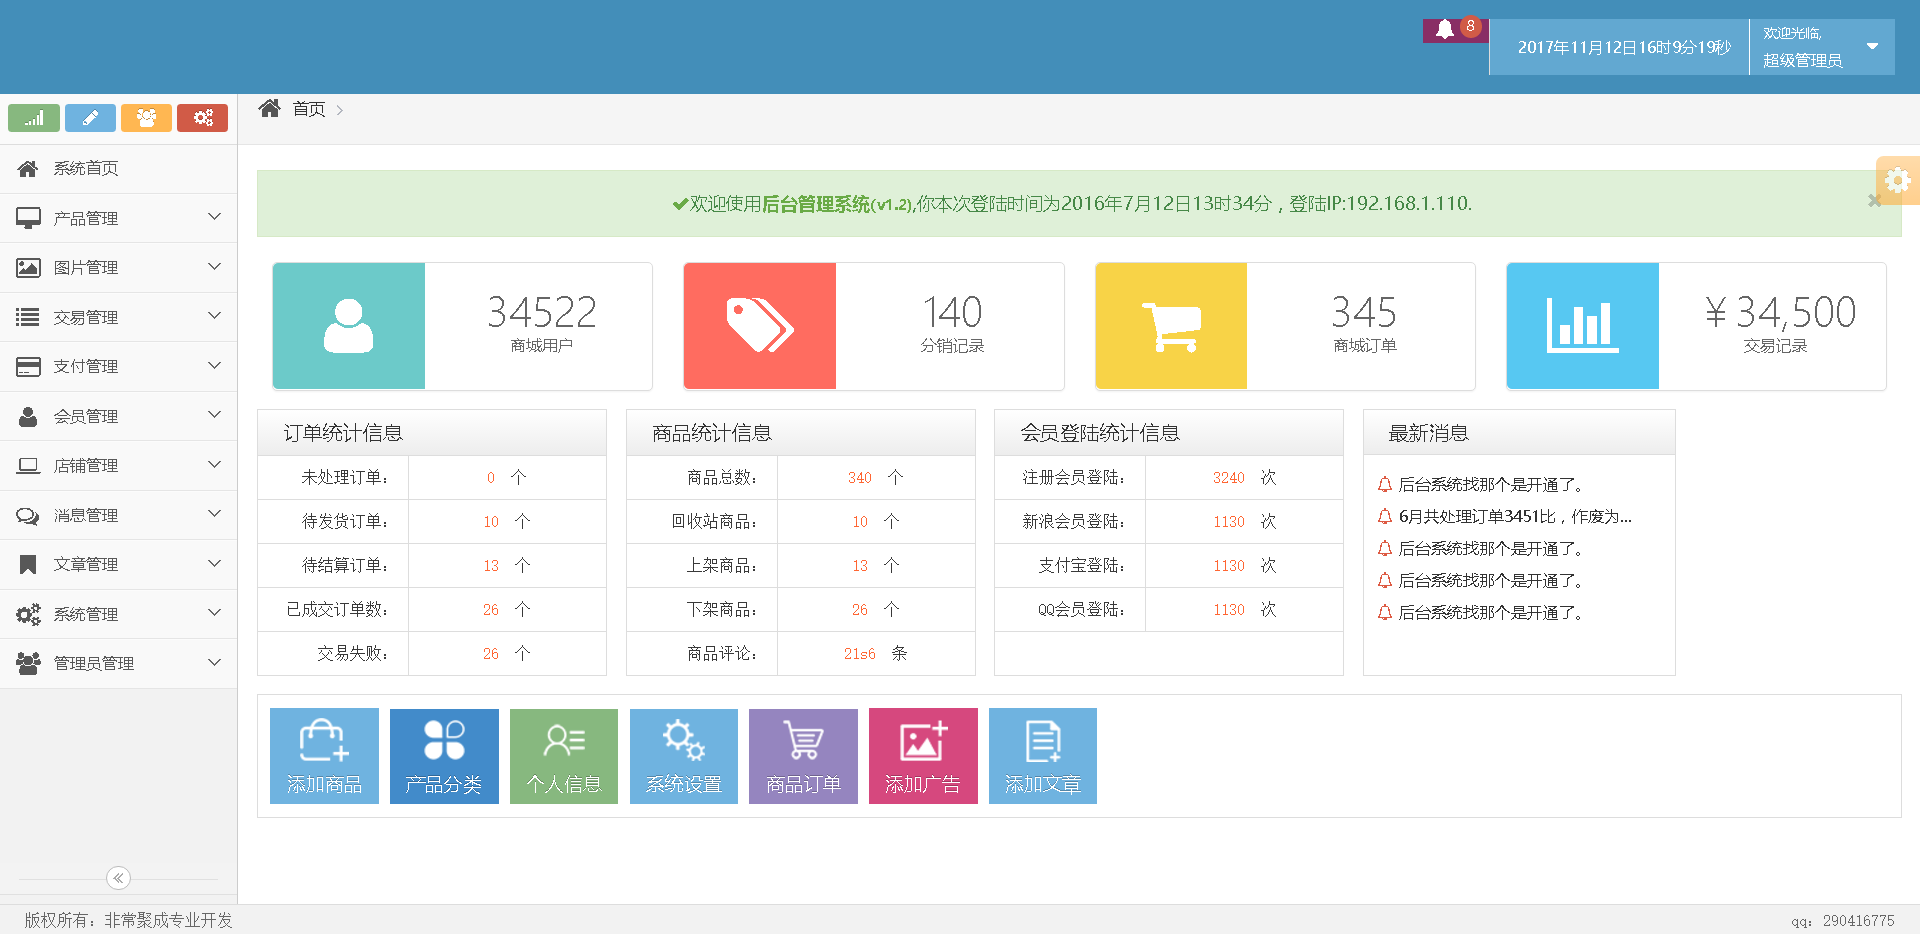 8
2017年11月12日16时9分19秒
欢迎光临,
超级管理员
首页
系统首页
产品管理
图片管理
交易管理
支付管理
会员管理
店铺管理
消息管理
文章管理
系统管理
管理员管理
欢迎使用后台管理系统(v1.2),你本次登陆时间为2016年7月12日13时34分，登陆IP:192.168.1.110.
34522
商城用户
140
分销记录
345
商城订单
￥34,500
交易记录
订单统计信息
未处理订单： 0 个
待发货订单： 10 个
待结算订单： 13 个
已成交订单数： 26 个
交易失败： 26 个
商品统计信息
商品总数： 340 个
回收站商品： 10 个
上架商品： 13 个
下架商品： 26 个
商品评论： 21s6 条
会员登陆统计信息
注册会员登陆： 3240 次
新浪会员登陆： 1130 次
支付宝登陆： 1130 次
QQ会员登陆： 1130 次
最新消息
后台系统找那个是开通了。
6月共处理订单3451比，作废为...
后台系统找那个是开通了。
后台系统找那个是开通了。
后台系统找那个是开通了。
添加商品
产品分类
个人信息
系统设置
商品订单
添加广告
添加文章
版权所有：非常聚成专业开发
qq：290416775